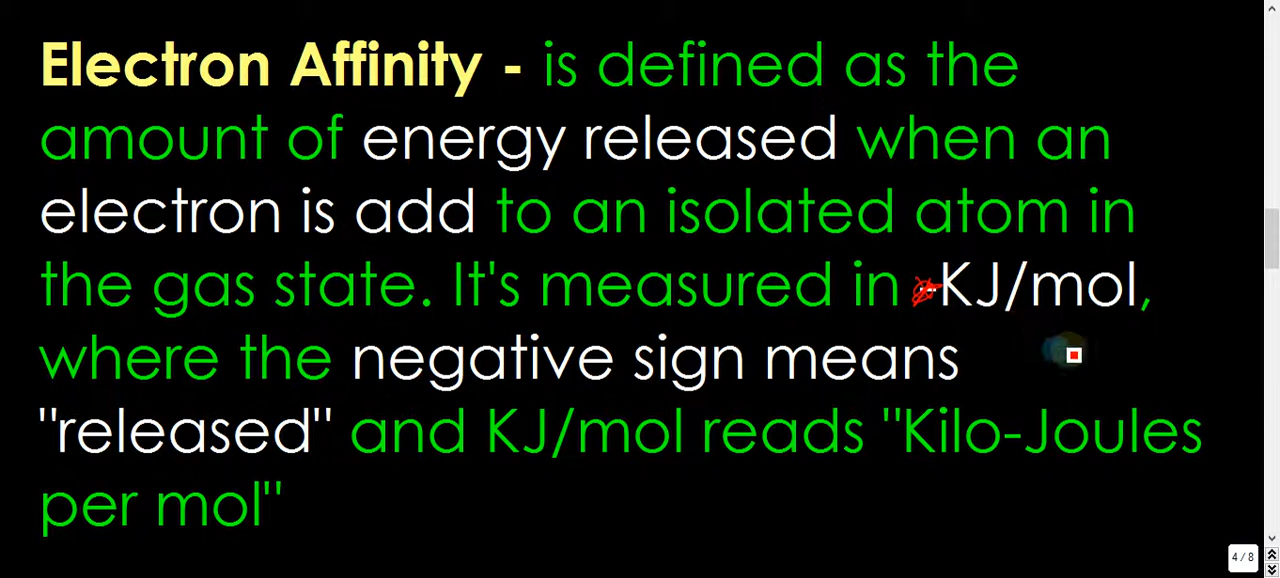 Electron Affinity - is defined as the
amount of energy released when an
electron is add to an isolated atom in
the gas state. It's measured in -KJ/mol,
where the negative sign means
"released" and KJ/mol reads "Kilo-Joules
per mol"
4 / 8